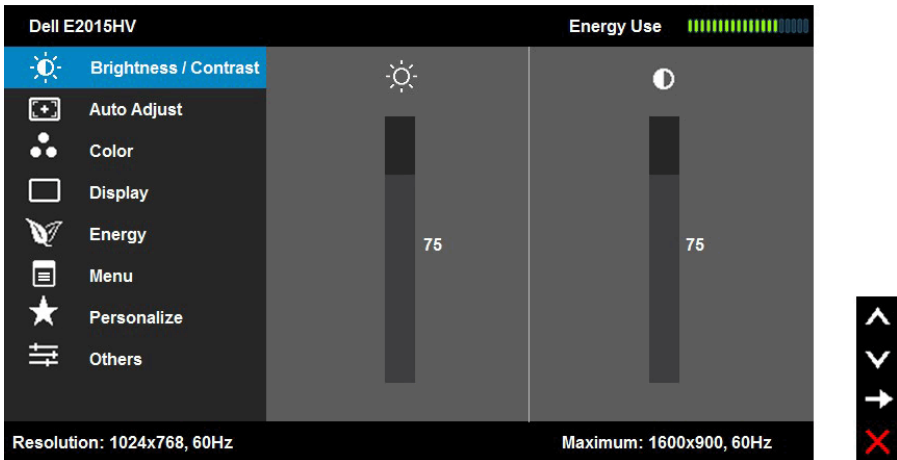 Dell E2015HV Energy Use
Brightness / Contrast
Auto Adjust
Color
Display
Energy
75 75
Menu
Personalize
Others
Resolution: 1024x768, 60Hz Maximum: 1600x900, 60Hz